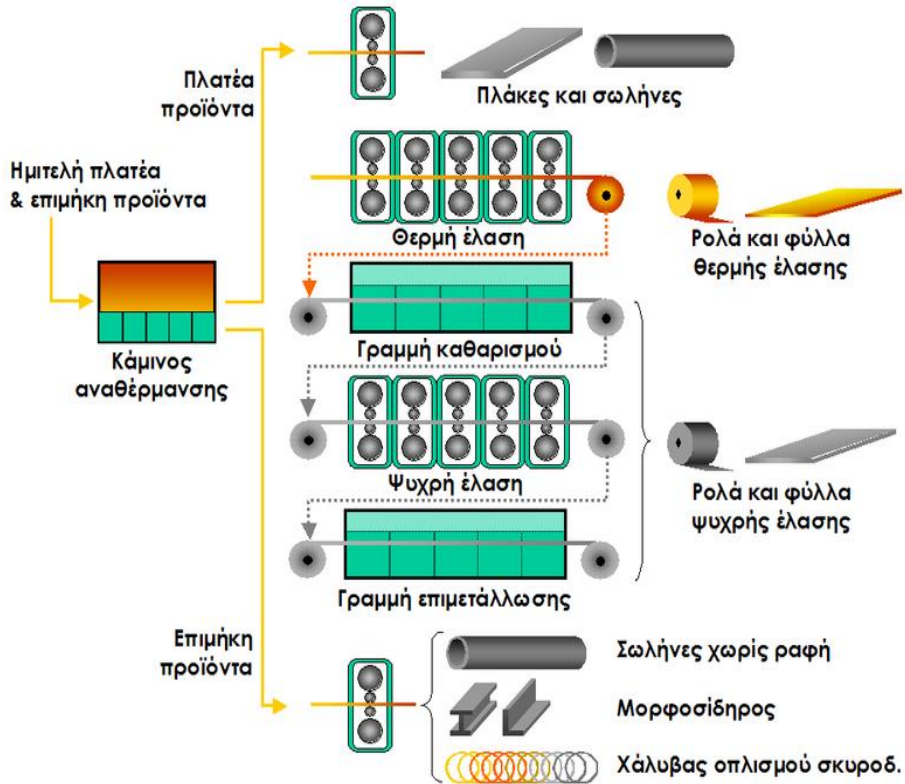 Πλατέα
προϊόντα
Πλάκες και σωλήνες
Ημιτελή πλατέα
& επιμήκη προϊόντα
Θερμή έλαση
Ρολά και φύλλα
θερμής έλασης
Κάμινος
αναθέρμανσης
Γραμμή καθαρισμού
Ψυχρή έλαση
Ρολά και φύλλα
ψυχρής έλασης
Γραμμή επιμετάλλωσης
Επιμήκη
προϊόντα
Σωλήνες χωρίς ραφή
Μορφοσίδηρος
Χάλυβας οπλισμού σκυροδ.